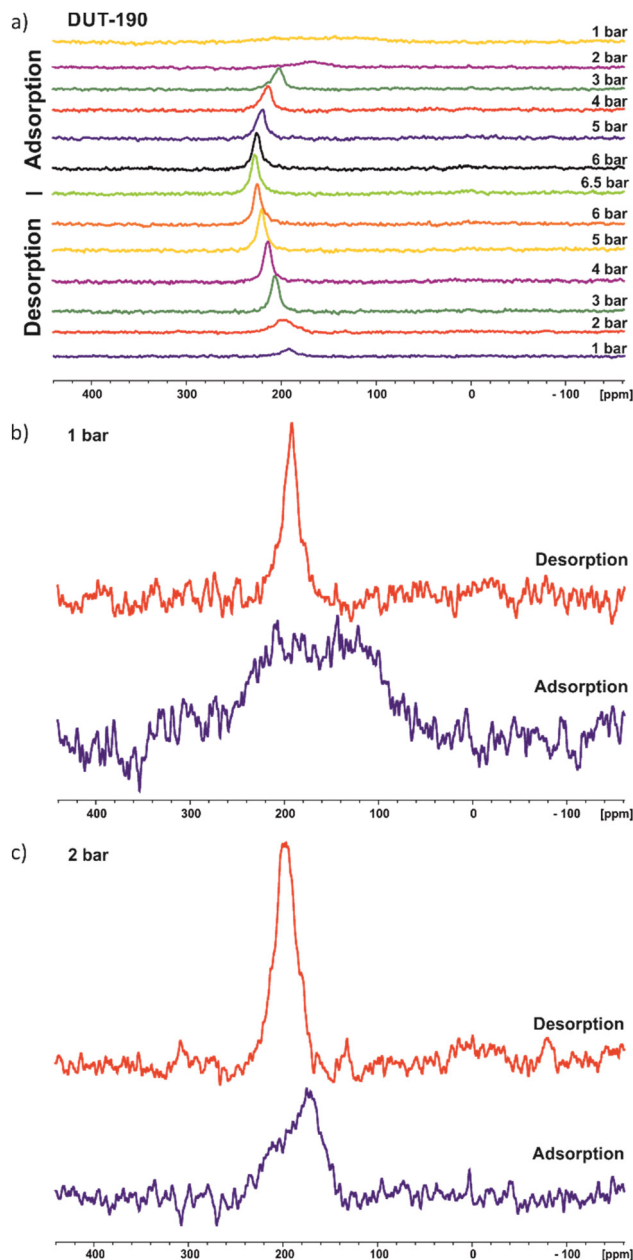 a)
DUT-190
Adsorption
I
Desorption
1 bar
2 bar
3 bar
4 bar
5 bar
6 bar
6.5 bar
6 bar
5 bar
4 bar
3 bar
2 bar
1 bar
400 300 200 100 0 - 100 [ppm]
b)
1 bar
Desorption
Adsorption
400 300 200 100 0 - 100 [ppm]
c)
2 bar
Desorption
Adsorption
400 300 200 100 0 - 100 [ppm]